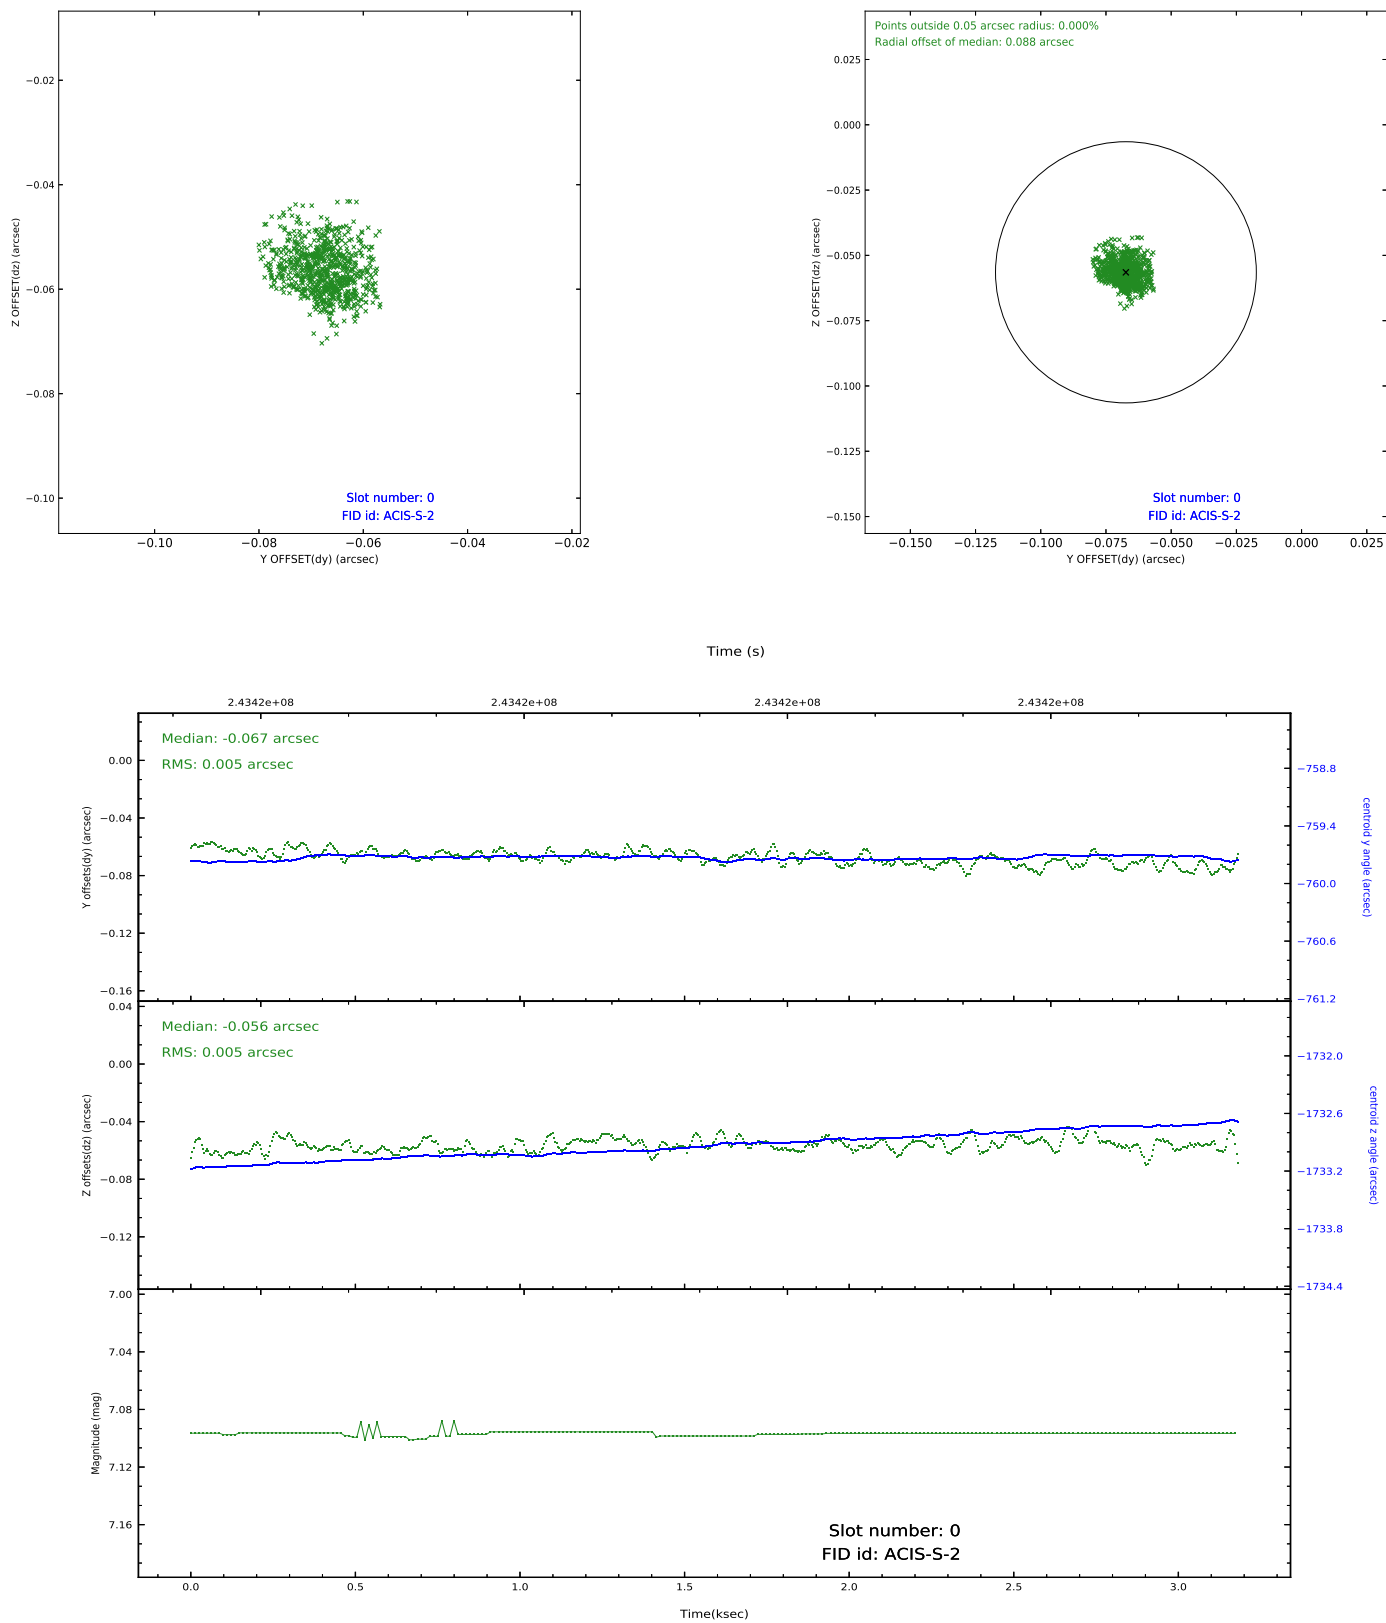 Points outside 0.05 arcsec radius: 0.000%
Radial offset of median: 0.088 arcsec
−0.02
−0.04
−0.06
−0.08
−0.10
Z OFFSET(dz) (arcsec)
Slot number: 0
FID id: ACIS-S-2
−0.10 −0.08 −0.06 −0.04 −0.02
Y OFFSET(dy) (arcsec)
0.025
0.000
−0.025
−0.050
−0.075
−0.100
−0.125
−0.150
Z OFFSET(dz) (arcsec)
Slot number: 0
FID id: ACIS-S-2
−0.150 −0.125 −0.100 −0.075 −0.050 −0.025 0.000 0.025
Y OFFSET(dy) (arcsec)
Time (s)
2.4342e+08 2.4342e+08 2.4342e+08 2.4342e+08
Median: -0.067 arcsec
RMS: 0.005 arcsec
0.00
−0.04
−0.08
−0.12
−0.16
Y offsets(dy) (arcsec)
−758.8
−759.4
−760.0
−760.6
−761.2
centroid y angle (arcsec)
Median: -0.056 arcsec
RMS: 0.005 arcsec
0.04
0.00
−0.04
−0.08
−0.12
Z offsets(dz) (arcsec)
−1732.0
−1732.6
−1733.2
−1733.8
−1734.4
centroid z angle (arcsec)
7.00
7.04
7.08
7.12
7.16
Magnitude (mag)
Slot number: 0
FID id: ACIS-S-2
0.0 0.5 1.0 1.5 2.0 2.5 3.0
Time(ksec)